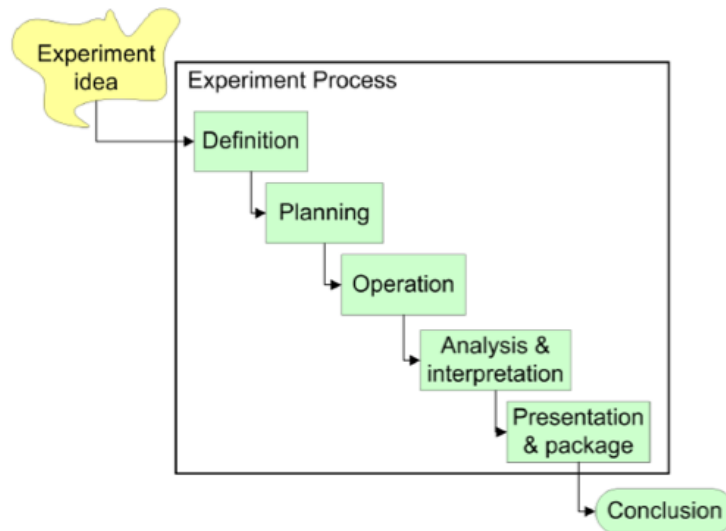 Experiment
idea
Experiment Process
Definition
Planning
Operation
Analysis &
interpretation
Presentation
& package
Conclusion